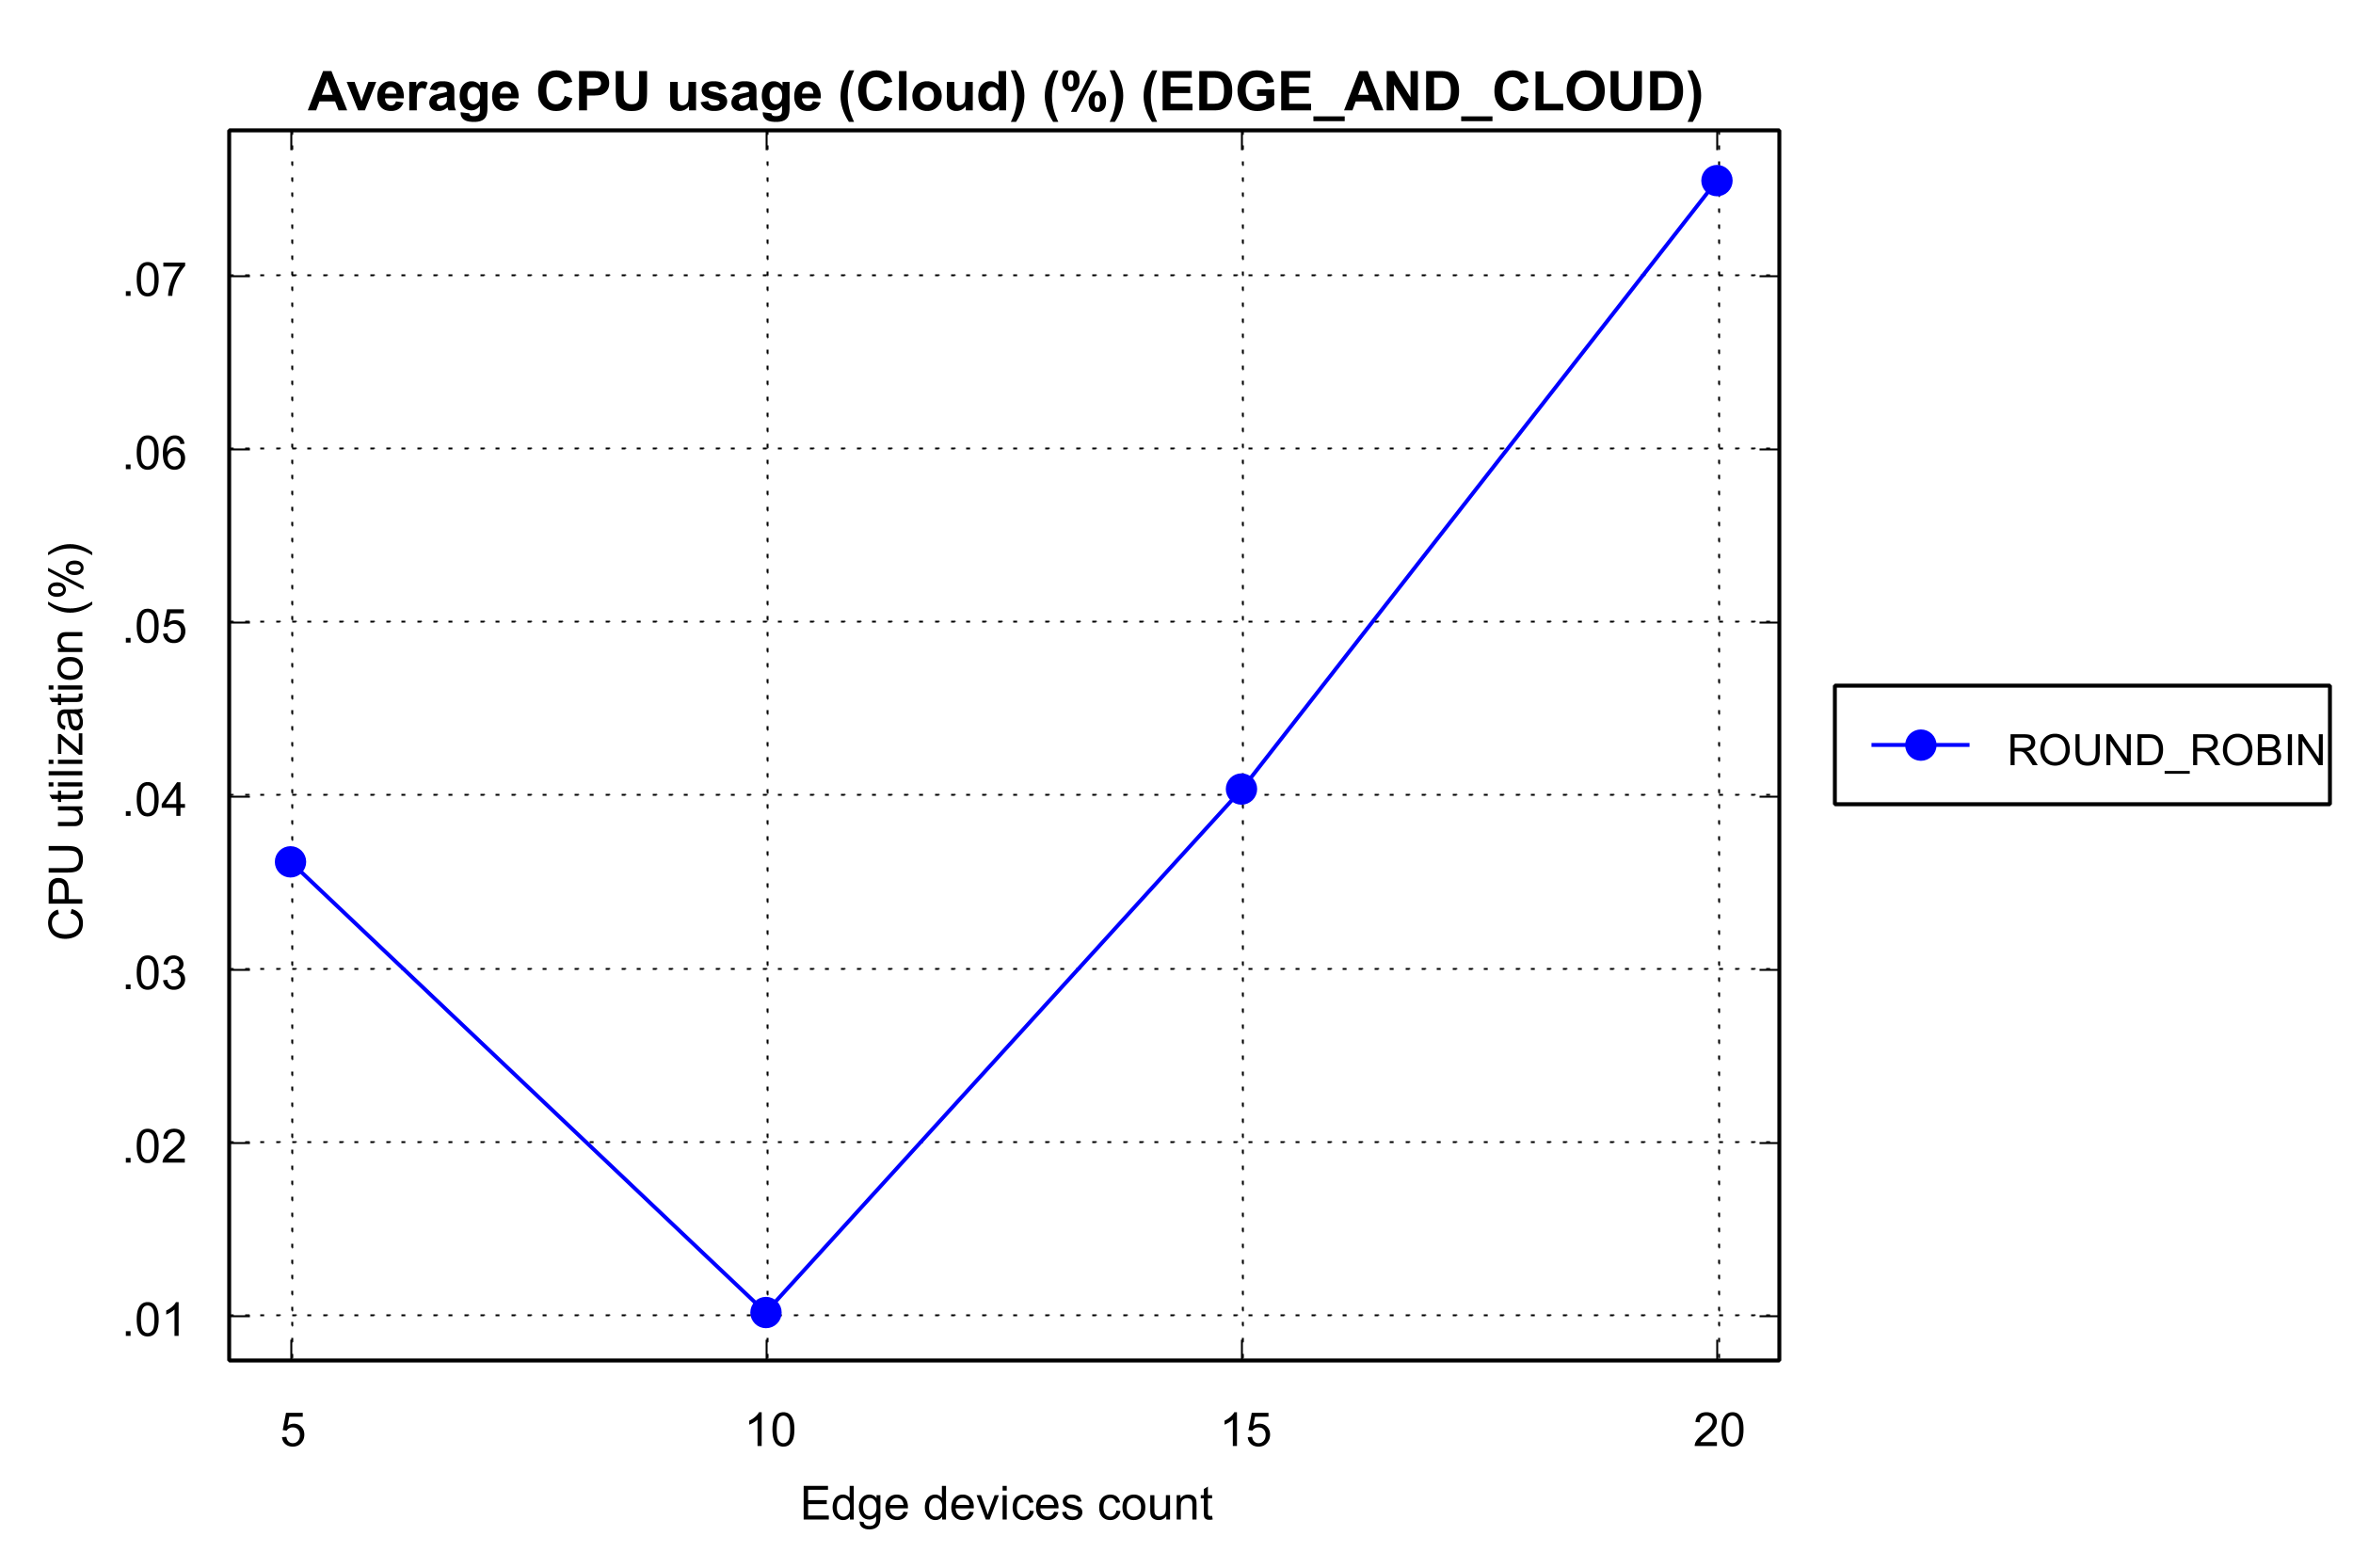 Average CPU usage (Cloud) (%) (EDGE_AND_CLOUD)
.07
.06
.05
.04
.03
.02
.01
CPU utilization (%)
5 10 15 20
Edge devices count
ROUND_ROBIN